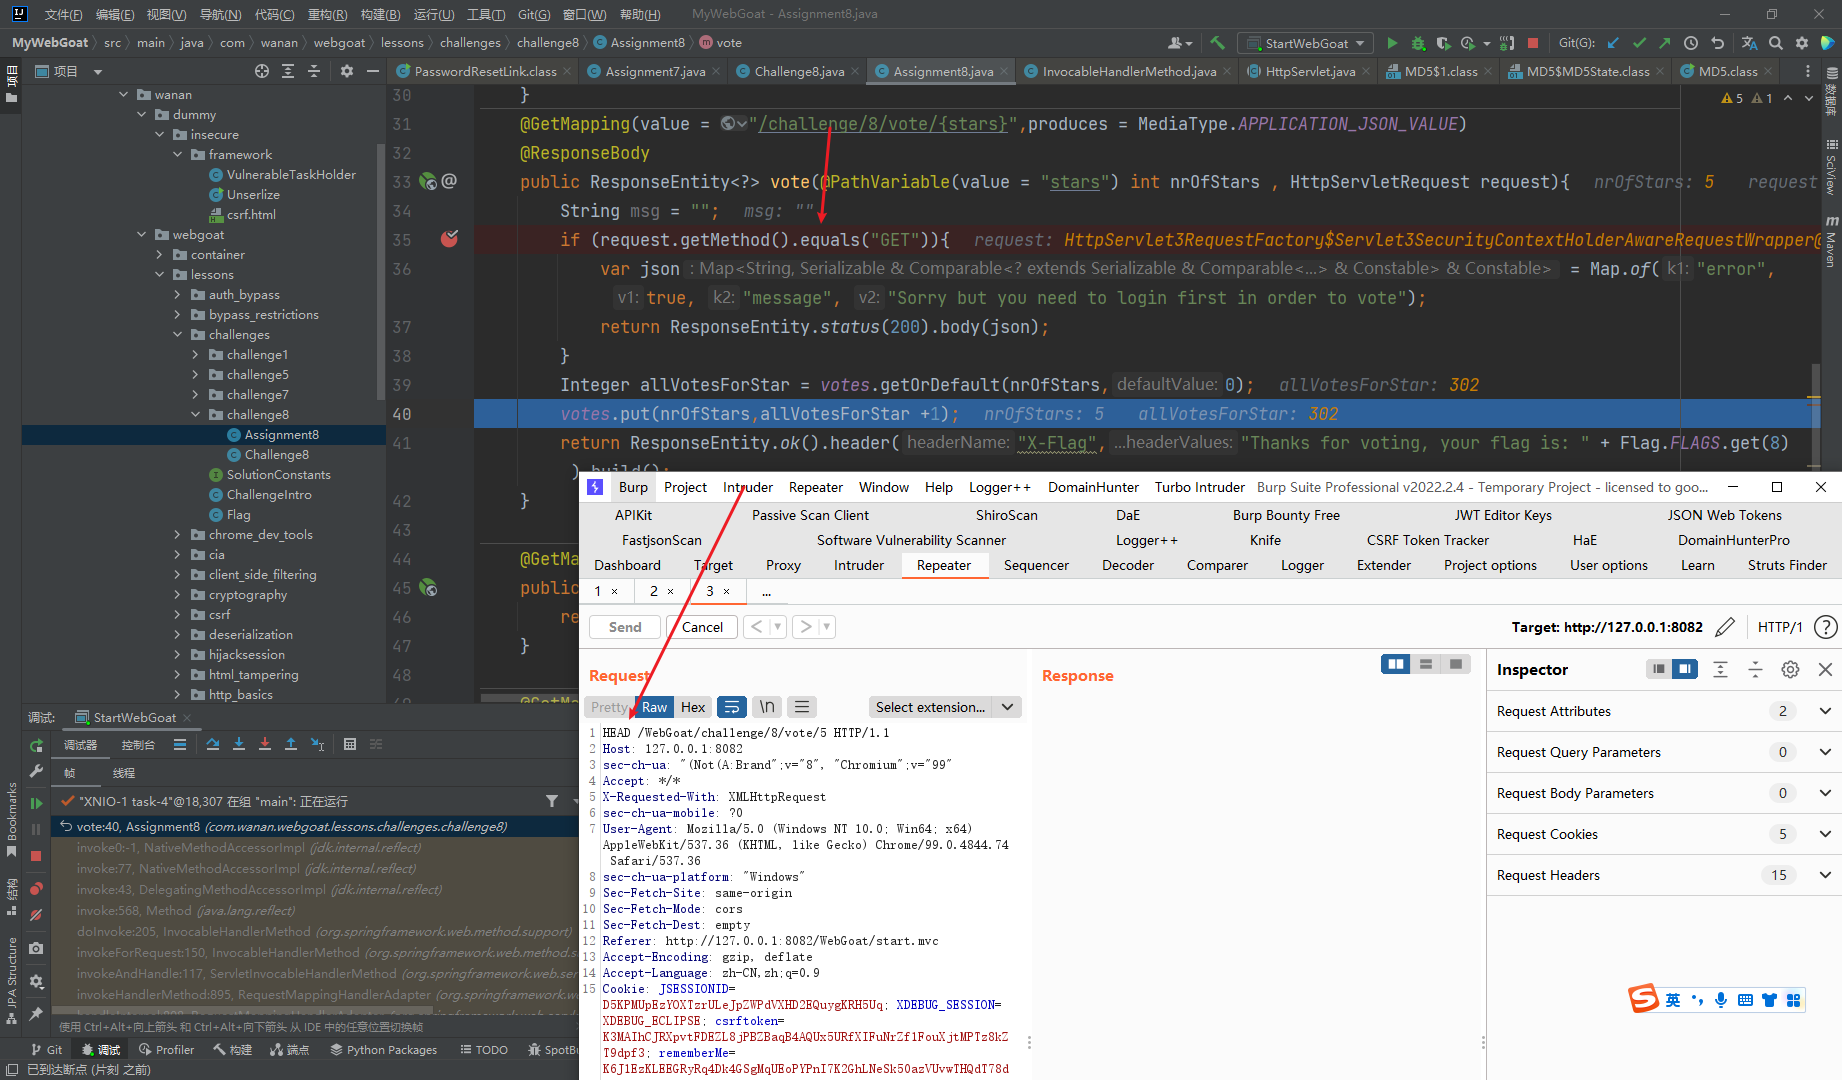 文件(F) 编辑(E) 视图(V) 导航(N) 代码(C) 重构(R) 构建(B) 运行(U) 工具(T) Git(G) 窗口(W) 帮助(H) MyWebGoat - Assignment8.java
MyWebGoat src main java com wanan webgoat lessons challenges challenge8 Assignment8 vote StartWebGoat Git(G):
项目 PasswordResetLink.class Assignment7.java Challenge8.java Assignment8.java InvocableHandlerMethod.java HttpServlet.java MD5$1.class MD5$MD5State.class MD5.class
项目
wanan
dummy
insecure
framework
VulnerableTaskHolder
Unserlize
csrf.html
webgoat
container
lessons
auth_bypass
bypass_restrictions
challenges
challenge1
challenge5
challenge7
challenge8
Assignment8
Challenge8
SolutionConstants
ChallengeIntro
Flag
chrome_dev_tools
cia
client_side_filtering
cryptography
csrf
deserialization
hijacksession
html_tampering
http_basics
30 }
5 1
31 @GetMapping(value = "/challenge/8/vote/{stars}",produces = MediaType.APPLICATION_JSON_VALUE)
32 @ResponseBody
33 public ResponseEntity<?> vote(@PathVariable(value = "stars") int nrOfStars , HttpServletRequest request){ nrOfStars: 5 request
34 String msg = ""; msg: ""
35 if (request.getMethod().equals("GET")){ request: HttpServlet3RequestFactory$Servlet3SecurityContextHolderAwareRequestWrapper@
36 var json : Map<String, Serializable & Comparable<? extends Serializable & Comparable<...> & Constable> & Constable> = Map.of( k1: "error",
v1: true, k2: "message", v2: "Sorry but you need to login first in order to vote");
37 return ResponseEntity.status(200).body(json);
38 }
39 Integer allVotesForStar = votes.getOrDefault(nrOfStars, defaultValue: 0); allVotesForStar: 302
40 votes.put(nrOfStars,allVotesForStar +1); nrOfStars: 5 allVotesForStar: 302
41 return ResponseEntity.ok().header( headerName: "X-Flag", ...headerValues: "Thanks for voting, your flag is: " + Flag.FLAGS.get(8)
).build();
42 }
43
44 @GetMa
45 public
46 re
47 }
48
数据库
SciView
Maven
Burp Project Intruder Repeater Window Help Logger++ DomainHunter Turbo Intruder Burp Suite Professional v2022.2.4 - Temporary Project - licensed to goo...
APIKit Passive Scan Client ShiroScan DaE Burp Bounty Free JWT Editor Keys JSON Web Tokens
FastjsonScan Software Vulnerability Scanner Logger++ Knife CSRF Token Tracker HaE DomainHunterPro
Dashboard Target Proxy Intruder Repeater Sequencer Decoder Comparer Logger Extender Project options User options Learn Struts Finder
1 × 2 × 3 × ...
Send Cancel < > Target: http://127.0.0.1:8082 HTTP/1 ?
Request
Pretty Raw Hex \n Select extension...
1 HEAD /WebGoat/challenge/8/vote/5 HTTP/1.1
2 Host: 127.0.0.1:8082
3 sec-ch-ua: "(Not(A:Brand";v="8", "Chromium";v="99"
4 Accept: */*
5 X-Requested-With: XMLHttpRequest
6 sec-ch-ua-mobile: ?0
7 User-Agent: Mozilla/5.0 (Windows NT 10.0; Win64; x64)
AppleWebKit/537.36 (KHTML, like Gecko) Chrome/99.0.4844.74
Safari/537.36
8 sec-ch-ua-platform: "Windows"
9 Sec-Fetch-Site: same-origin
10 Sec-Fetch-Mode: cors
11 Sec-Fetch-Dest: empty
12 Referer: http://127.0.0.1:8082/WebGoat/start.mvc
13 Accept-Encoding: gzip, deflate
14 Accept-Language: zh-CN,zh;q=0.9
15 Cookie: JSESSIONID=
D5KPMUpEzYOXTzrULeJpZWPdVXHD2EQuygKRH5Uq; XDEBUG_SESSION=
XDEBUG_ECLIPSE; csrftoken=
K3MAIhCJRXpvtFDEZL8jPBZBaqB4AQUx5URfXIFuNrZf1FouXjtMPTz8kZ
T9dpf3; rememberMe=
K6J1EzKLEEGRyRq4Dk4GSgMqUEoPYPnI7K2GhLNeSk50azVUvwTHQdT78d
Response
Inspector
Request Attributes 2
Request Query Parameters 0
Request Body Parameters 0
Request Cookies 5
Request Headers 15
英
调试: StartWebGoat
调试器 控制台
帧 线程
"XNIO-1 task-4"@18,307 在组 "main": 正在运行
vote:40, Assignment8 (com.wanan.webgoat.lessons.challenges.challenge8)
invoke0:-1, NativeMethodAccessorImpl (jdk.internal.reflect)
invoke:77, NativeMethodAccessorImpl (jdk.internal.reflect)
invoke:43, DelegatingMethodAccessorImpl (jdk.internal.reflect)
invoke:568, Method (java.lang.reflect)
doInvoke:205, InvocableHandlerMethod (org.springframework.web.method.support)
invokeForRequest:150, InvocableHandlerMethod (org.springframework.web.method.s
invokeAndHandle:117, ServletInvocableHandlerMethod (org.springframework.web.ser
invokeHandlerMethod:895, RequestMappingHandlerAdapter (org.springframework.we
使用 Ctrl+Alt+向上箭头 和 Ctrl+Alt+向下箭头 从 IDE 中的任意位置切换帧
Bookmarks
结构
JPA Structure
Git 调试 Profiler 构建 端点 Python Packages TODO SpotBu
已到达断点 (片刻 之前)